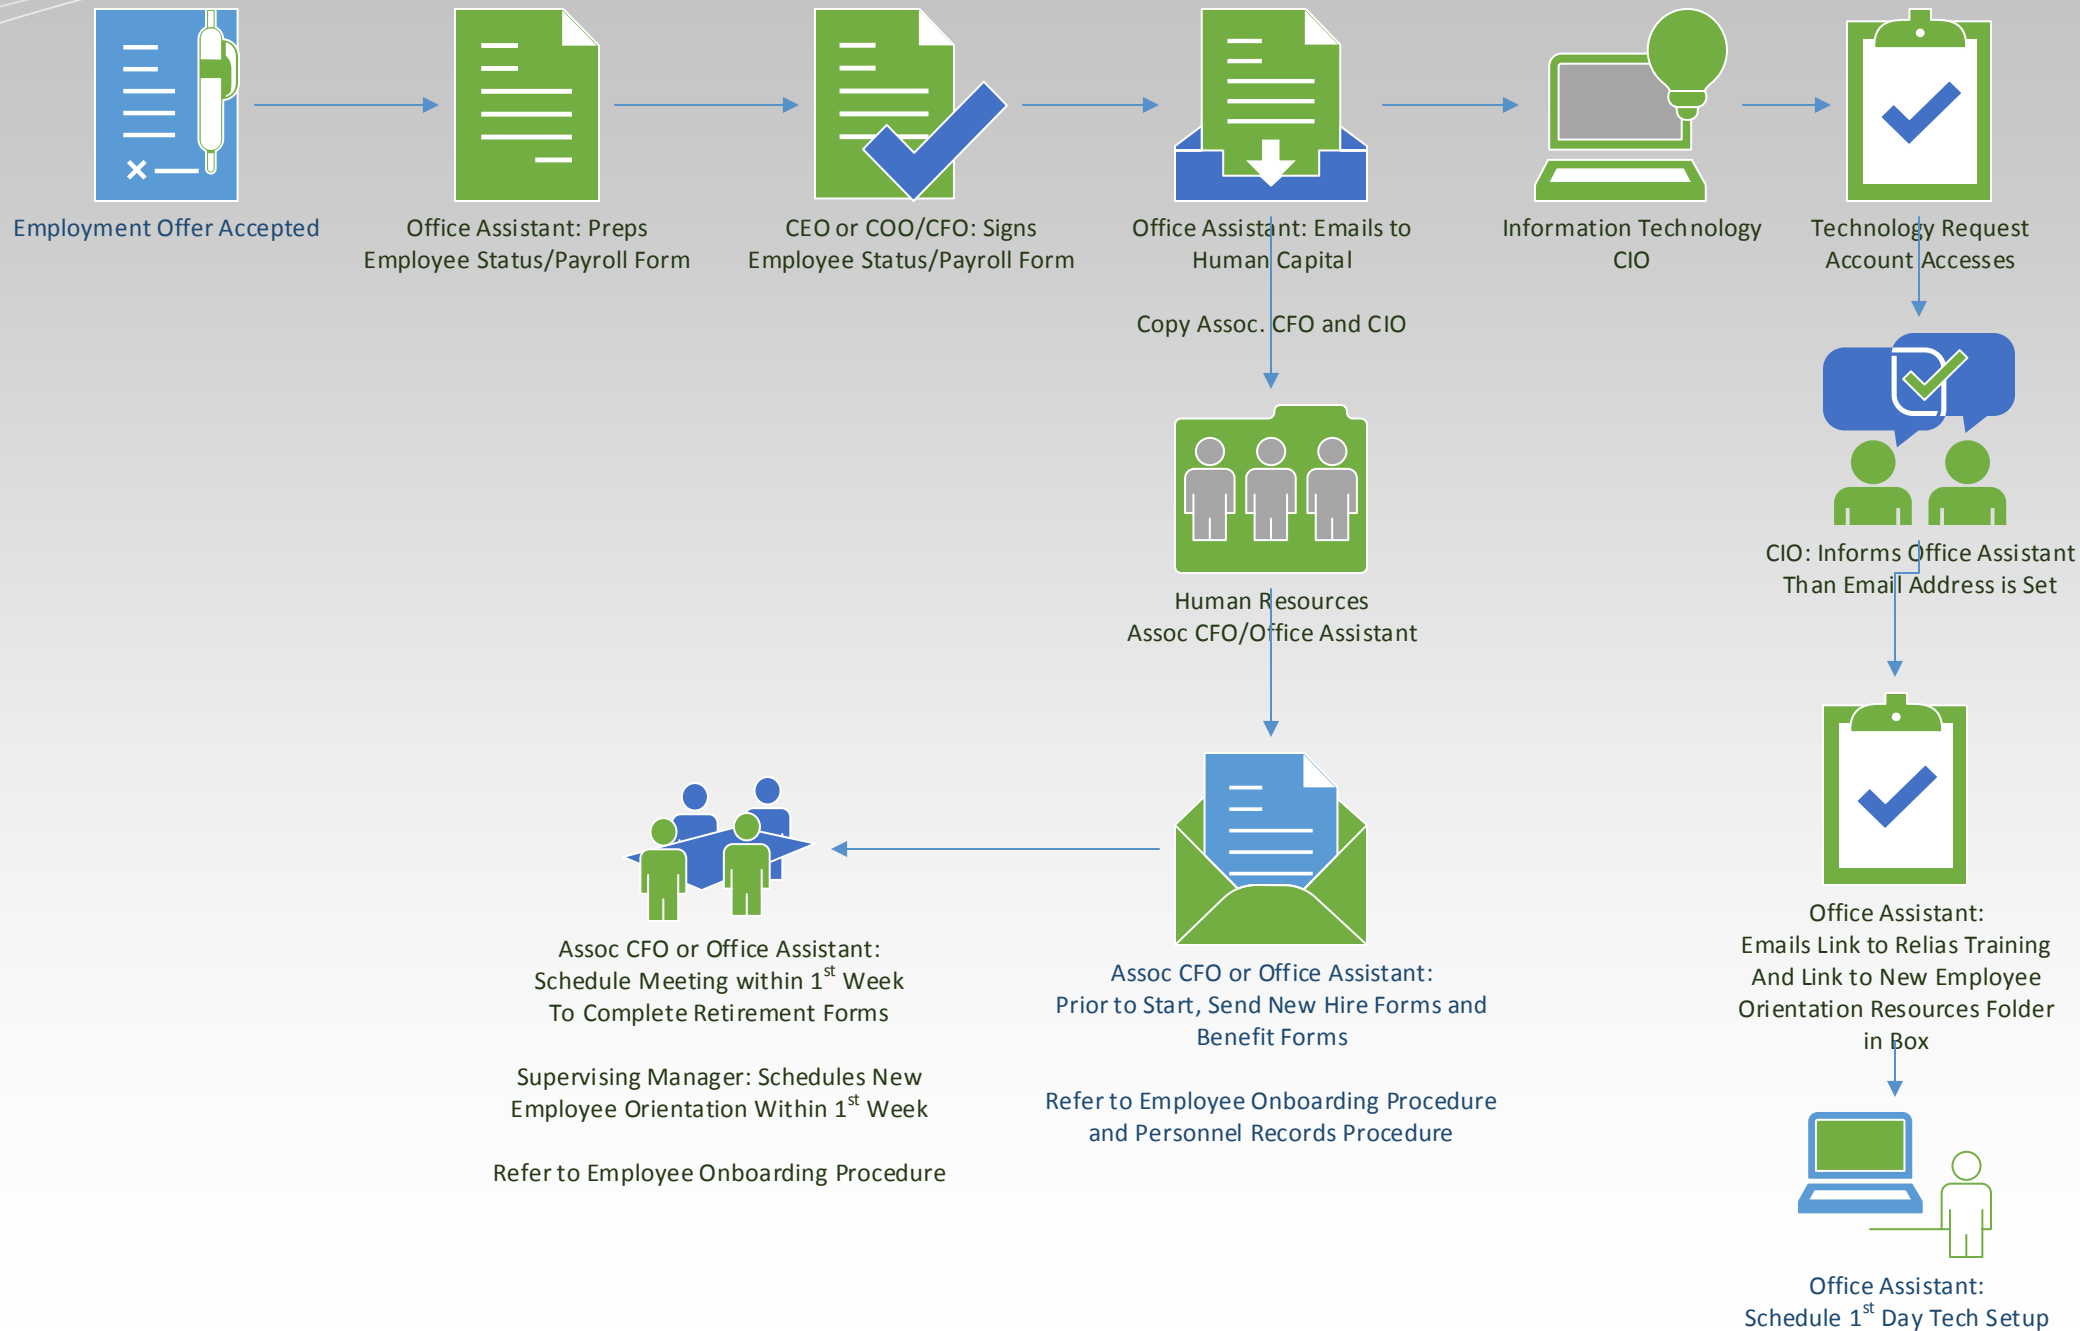 Employment Offer Accepted
Office Assistant: Preps
Employee Status/Payroll Form
CEO or COO/CFO: Signs
Employee Status/Payroll Form
Office Assistant: Emails to
Human Capital
Copy Assoc. CFO and CIO
Information Technology
CIO
Technology Request
Account Accesses
CIO: Informs Office Assistant
Than Email Address is Set
Human Resources
Assoc CFO/Office Assistant
Office Assistant:
Emails Link to Relias Training
And Link to New Employee
Orientation Resources Folder
in Box
Assoc CFO or Office Assistant:
Schedule Meeting within 1st Week
To Complete Retirement Forms
Supervising Manager: Schedules New
Employee Orientation Within 1st Week
Refer to Employee Onboarding Procedure
Assoc CFO or Office Assistant:
Prior to Start, Send New Hire Forms and
Benefit Forms
Refer to Employee Onboarding Procedure
and Personnel Records Procedure
Office Assistant:
Schedule 1st Day Tech Setup